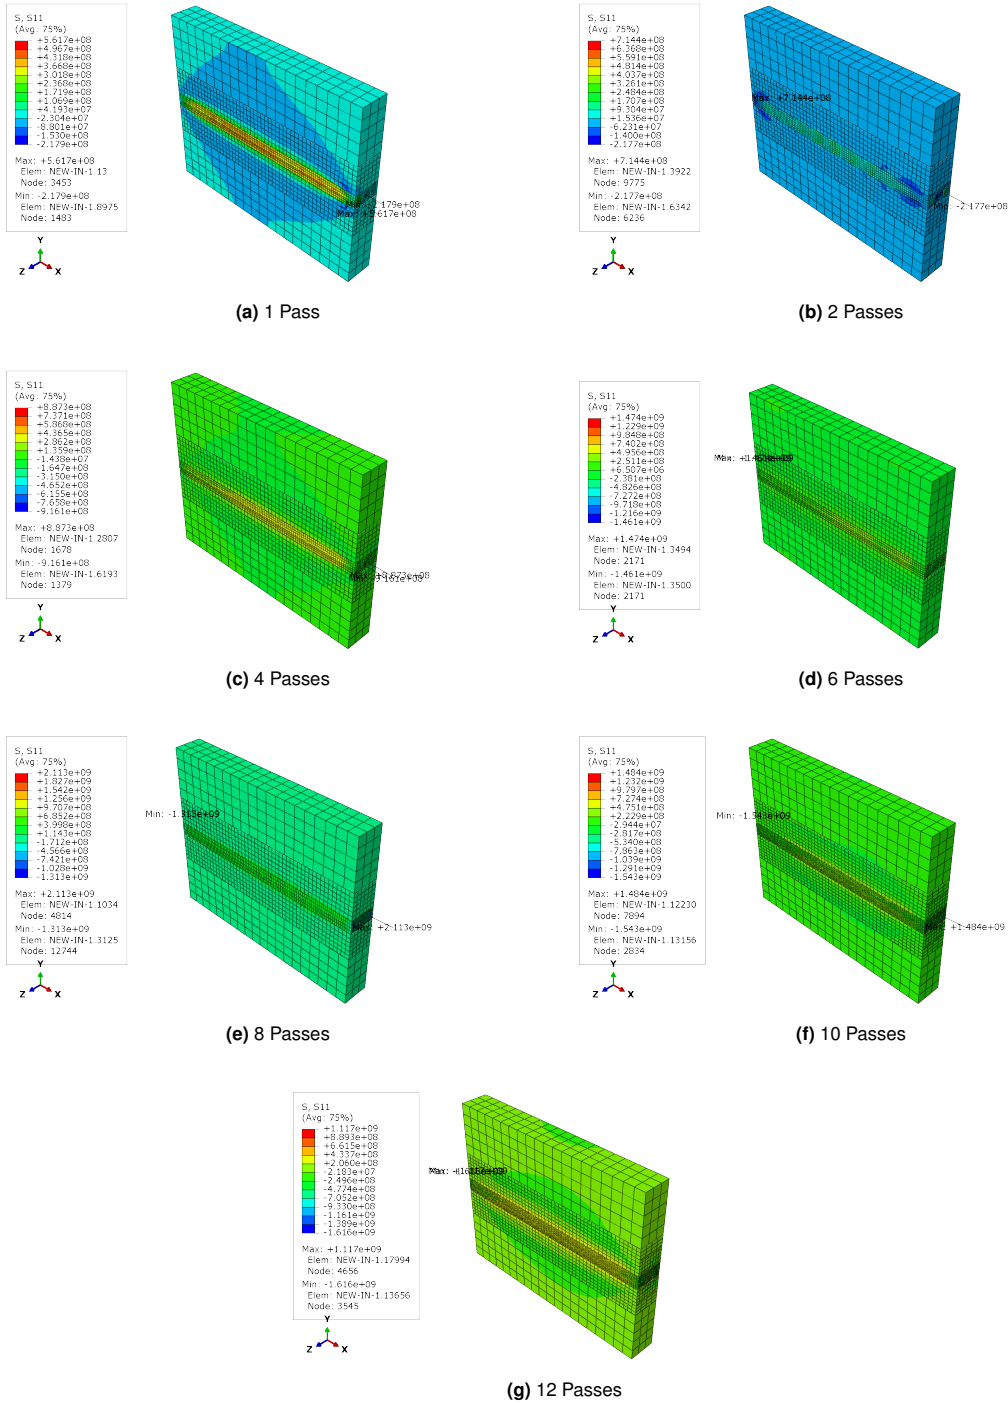 S, S11
(Avg: 75%)
+5.617e+08
+4.967e+08
+4.318e+08
+3.668e+08
+3.018e+08
+2.368e+08
+1.719e+08
+1.069e+08
+4.193e+07
-2.304e+07
-8.801e+07
-1.530e+08
-2.179e+08
Max: +5.617e+08
Elem: NEW-IN-1.13
Node: 3453
Min: -2.179e+08
Elem: NEW-IN-1.8975
Node: 1483
Min: -2.179e+08
Max: +5.617e+08
Y
Z X
(a) 1 Pass
S, S11
(Avg: 75%)
+7.144e+08
+6.368e+08
+5.591e+08
+4.814e+08
+4.037e+08
+3.261e+08
+2.484e+08
+1.707e+08
+9.304e+07
+1.536e+07
-6.231e+07
-1.400e+08
-2.177e+08
Max: +7.144e+08
Elem: NEW-IN-1.3922
Node: 9775
Min: -2.177e+08
Elem: NEW-IN-1.6342
Node: 6236
Max: +7.144e+08
Min: -2.177e+08
Y
Z X
(b) 2 Passes
S, S11
(Avg: 75%)
+8.873e+08
+7.371e+08
+5.868e+08
+4.365e+08
+2.862e+08
+1.359e+08
-1.438e+07
-1.647e+08
-3.150e+08
-4.652e+08
-6.155e+08
-7.658e+08
-9.161e+08
Max: +8.873e+08
Elem: NEW-IN-1.2807
Node: 1678
Min: -9.161e+08
Elem: NEW-IN-1.6193
Node: 1379
Y
Z X
(c) 4 Passes
S, S11
(Avg: 75%)
+1.474e+09
+1.229e+09
+9.848e+08
+7.402e+08
+4.956e+08
+2.511e+08
+6.507e+06
-2.381e+08
-4.826e+08
-7.272e+08
-9.718e+08
-1.216e+09
-1.461e+09
Max: +1.474e+09
Elem: NEW-IN-1.3494
Node: 2171
Min: -1.461e+09
Elem: NEW-IN-1.3500
Node: 2171
Y
Z X
(d) 6 Passes
S, S11
(Avg: 75%)
+2.113e+09
+1.827e+09
+1.542e+09
+1.256e+09
+9.707e+08
+6.852e+08
+3.998e+08
+1.143e+08
-1.712e+08
-4.566e+08
-7.421e+08
-1.028e+09
-1.313e+09
Max: +2.113e+09
Elem: NEW-IN-1.1034
Node: 4814
Min: -1.313e+09
Elem: NEW-IN-1.3125
Node: 12744
Min: -1.313e+09
Max: +2.113e+09
Y
Z X
(e) 8 Passes
S, S11
(Avg: 75%)
+1.484e+09
+1.232e+09
+9.797e+08
+7.274e+08
+4.751e+08
+2.229e+08
-2.944e+07
-2.817e+08
-5.340e+08
-7.863e+08
-1.039e+09
-1.291e+09
-1.543e+09
Max: +1.484e+09
Elem: NEW-IN-1.12230
Node: 7894
Min: -1.543e+09
Elem: NEW-IN-1.13156
Node: 2834
Min: -1.543e+09
Max: +1.484e+09
Y
Z X
(f) 10 Passes
S, S11
(Avg: 75%)
+1.117e+09
+8.893e+08
+6.615e+08
+4.337e+08
+2.060e+08
-2.183e+07
-2.496e+08
-4.774e+08
-7.052e+08
-9.330e+08
-1.161e+09
-1.389e+09
-1.616e+09
Max: +1.117e+09
Elem: NEW-IN-1.17994
Node: 4656
Min: -1.616e+09
Elem: NEW-IN-1.13656
Node: 3545
Y
Z X
(g) 12 Passes